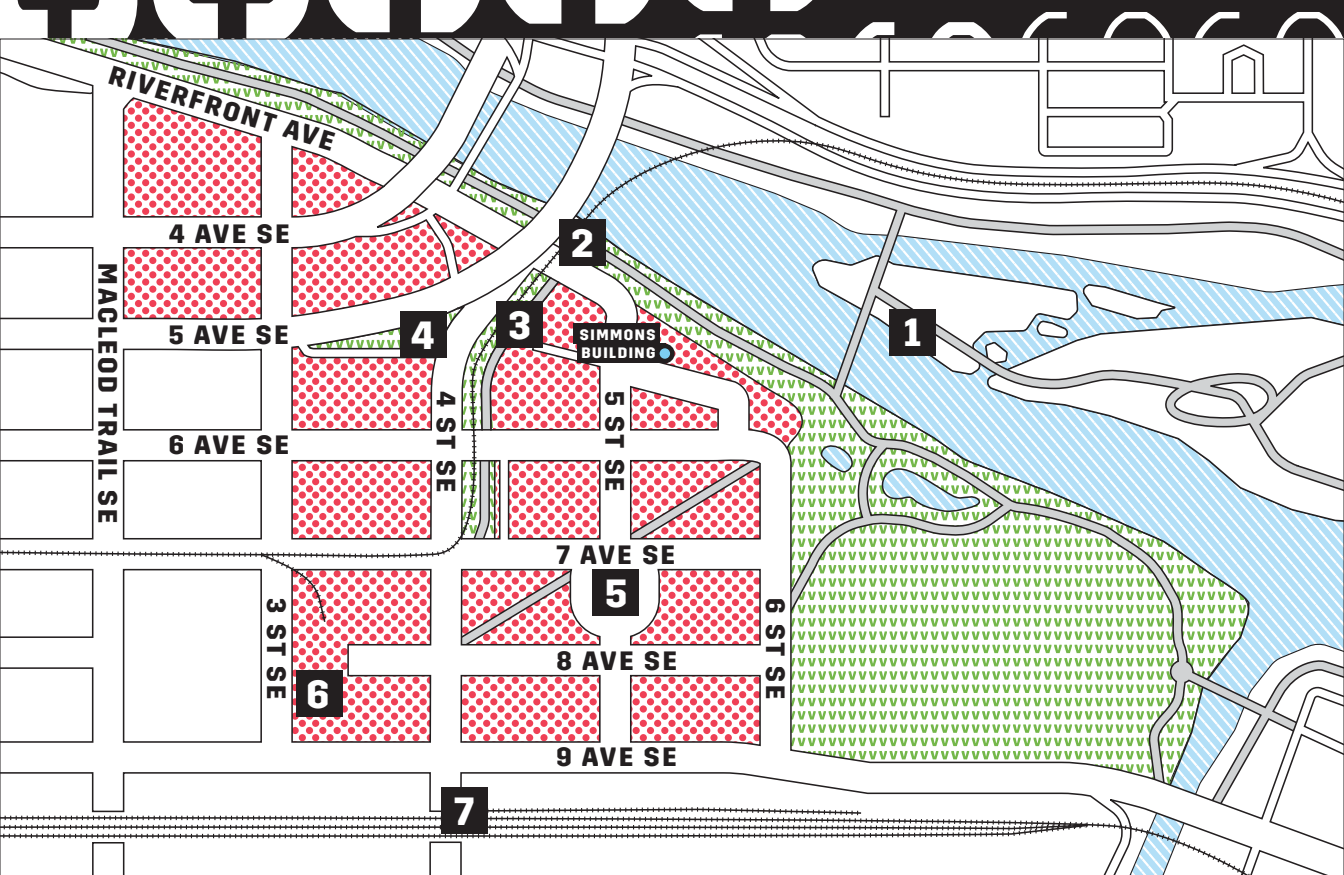 RIVERFRONT AVE
4 AVE SE
2
MACLEOD TRAIL SE
5 AVE SE
4
3
SIMMONS
BUILDING
1
4 ST SE
5 ST SE
6 AVE SE
7 AVE SE
5
3 ST SE
6 ST SE
8 AVE SE
6
9 AVE SE
7